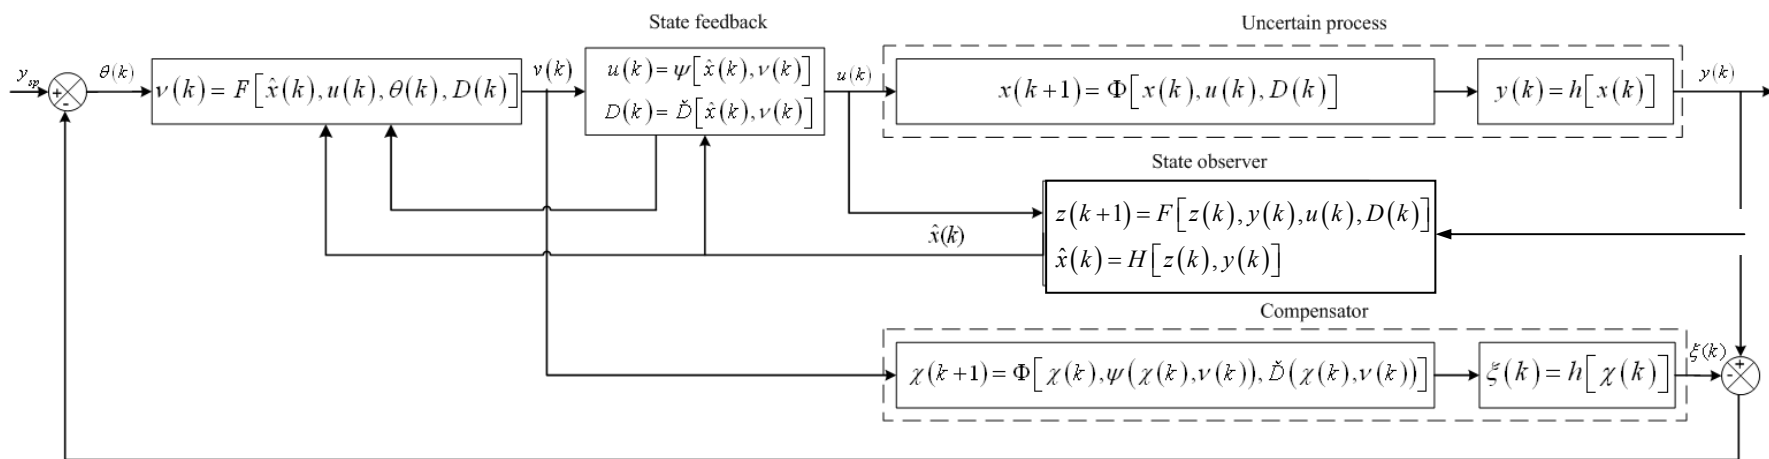 State feedback
Uncertain process
y_sp
+
-
θ(k)
ν(k) = F[x̂(k), u(k), θ(k), D(k)]
v(k)
u(k) = ψ[x̂(k), ν(k)]
D(k) = Ď[x̂(k), ν(k)]
u(k)
x(k+1) = Φ[x(k), u(k), D(k)]
y(k) = h[x(k)]
y(k)
State observer
z(k+1) = F[z(k), y(k), u(k), D(k)]
x̂(k) = H[z(k), y(k)]
x̂(k)
Compensator
χ(k+1) = Φ[χ(k), ψ(χ(k), ν(k)), Ď(χ(k), ν(k))]
ξ(k) = h[χ(k)]
ξ(k)
+
-